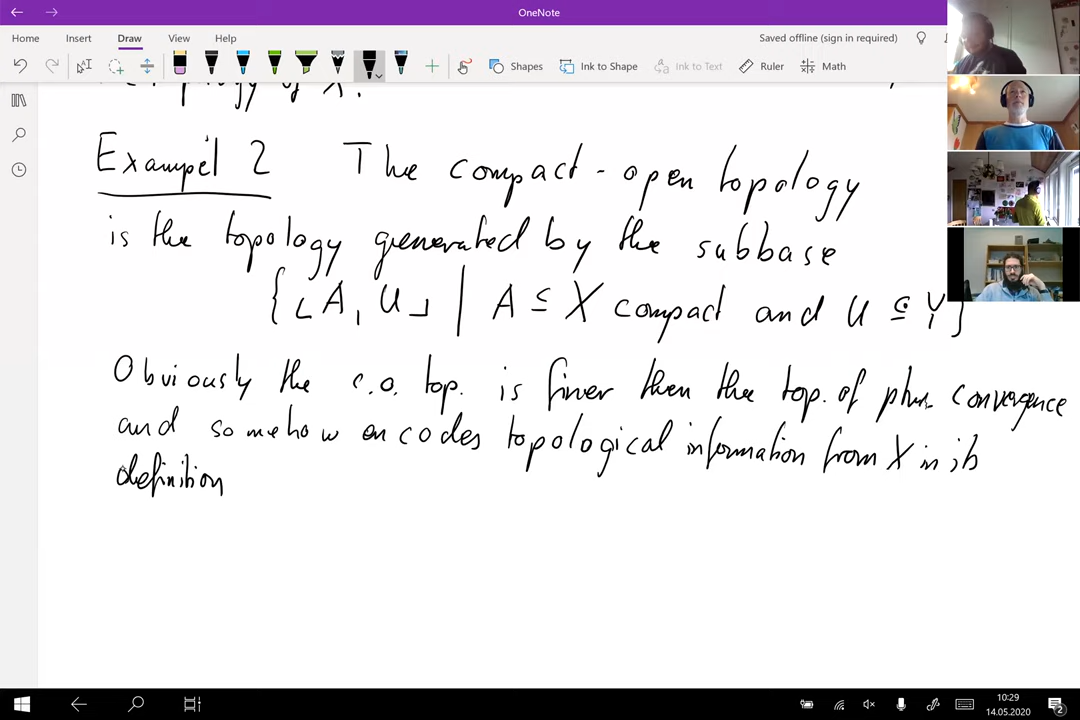 OneNote
Home Insert Draw View Help
Saved offline (sign in required)
Shapes Ink to Shape Ink to Text Ruler Math
topology of X.
Exampel 2 The compact-open topology
is the topology generated by the subbase
{⌊A, U⌋ | A ⊆ X compact and U ⊆ Y}
Obviously the c.o. top. is finer then the top. of convergence
and somehow encodes topological information from X in its
definition
10:29
14.05.2020
2